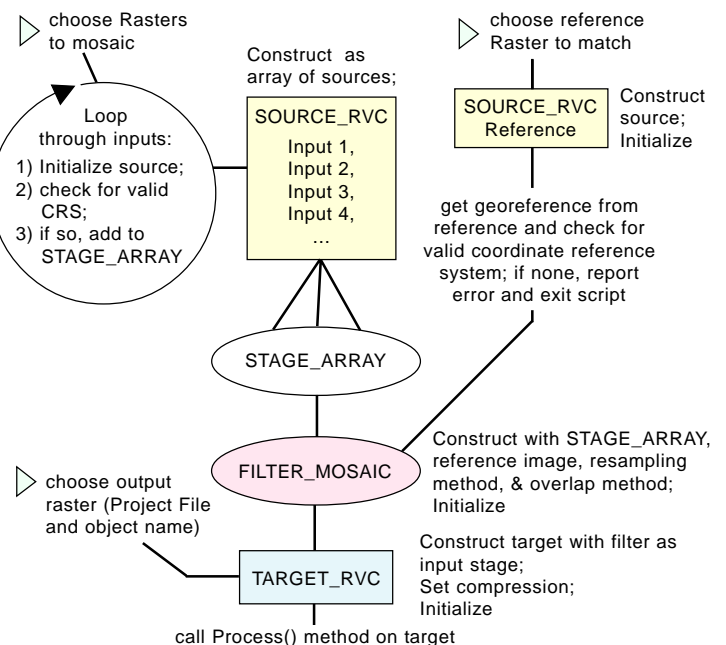 choose Rasters
to mosaic
Loop
through inputs:
1) Initialize source;
2) check for valid
CRS;
3) if so, add to
STAGE_ARRAY
Construct as
array of sources;
SOURCE_RVC
Input 1,
Input 2,
Input 3,
Input 4,
...
choose reference
Raster to match
SOURCE_RVC
Reference
Construct
source;
Initialize
get georeference from
reference and check for
valid coordinate reference
system; if none, report
error and exit script
STAGE_ARRAY
FILTER_MOSAIC
Construct with STAGE_ARRAY,
reference image, resampling
method, & overlap method;
Initialize
choose output
raster (Project File
and object name)
TARGET_RVC
Construct target with filter as
input stage;
Set compression;
Initialize
call Process() method on target